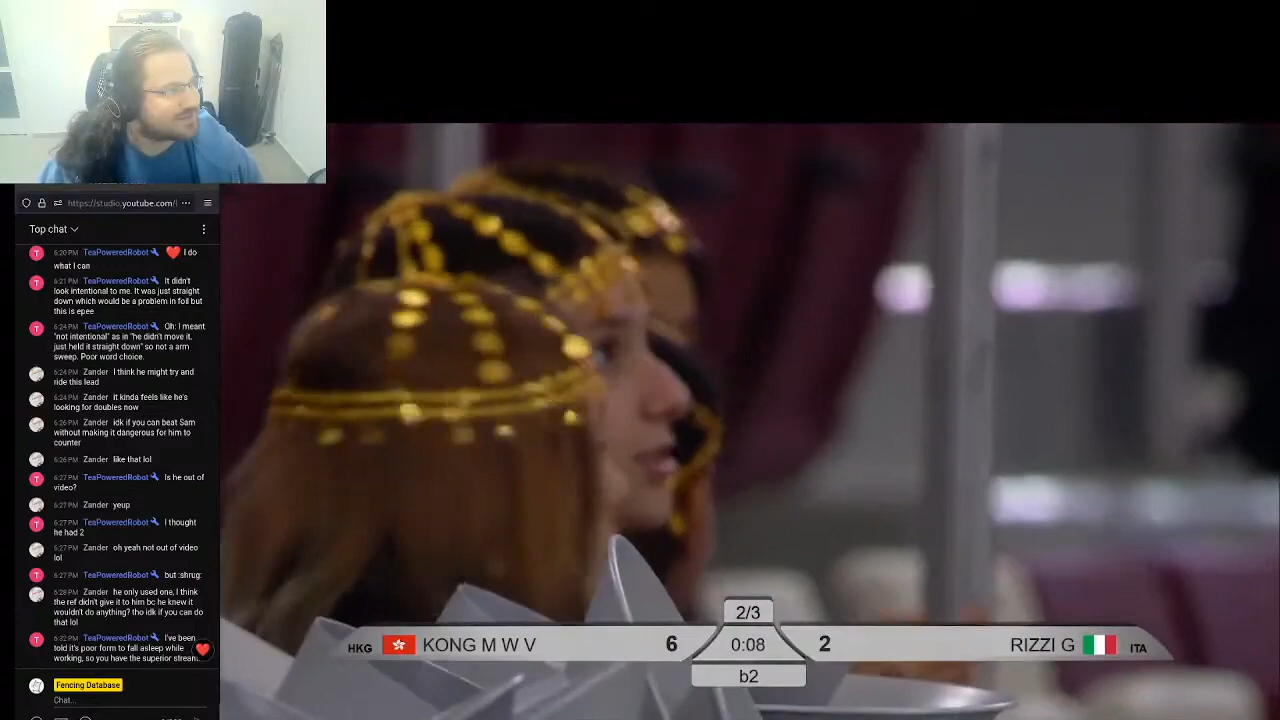 https://studio.youtube.com/l
Top chat
6:20 PM TeaPoweredRobot ❤️ I do
what I can
6:21 PM TeaPoweredRobot It didn't
look intentional to me. It was just straight
down which would be a problem in foil but
this is epee
6:24 PM TeaPoweredRobot Oh! I meant
"not intentional" as in "he didn't move it,
just held it straight down" so not a arm
sweep. Poor word choice.
6:24 PM Zander I think he might try and
ride this lead
6:24 PM Zander it kinda feels like he's
looking for doubles now
6:26 PM Zander idk if you can beat Sam
without making it dangerous for him to
counter
6:26 PM Zander like that lol
6:27 PM TeaPoweredRobot Is he out of
video?
6:27 PM Zander yeup
6:27 PM TeaPoweredRobot I thought
he had 2
6:27 PM Zander oh yeah not out of video
lol
6:27 PM TeaPoweredRobot but :shrug:
6:28 PM Zander he only used one, I think
the ref didn't give it to him bc he knew it
wouldn't do anything? tho idk if you can do
that lol
6:32 PM TeaPoweredRobot I've been
told it's poor form to fall asleep while
working, so you have the superior stream
Fencing Database
Chat...
2/3
HKG KONG M W V 6 0:08 2 RIZZI G ITA
b2